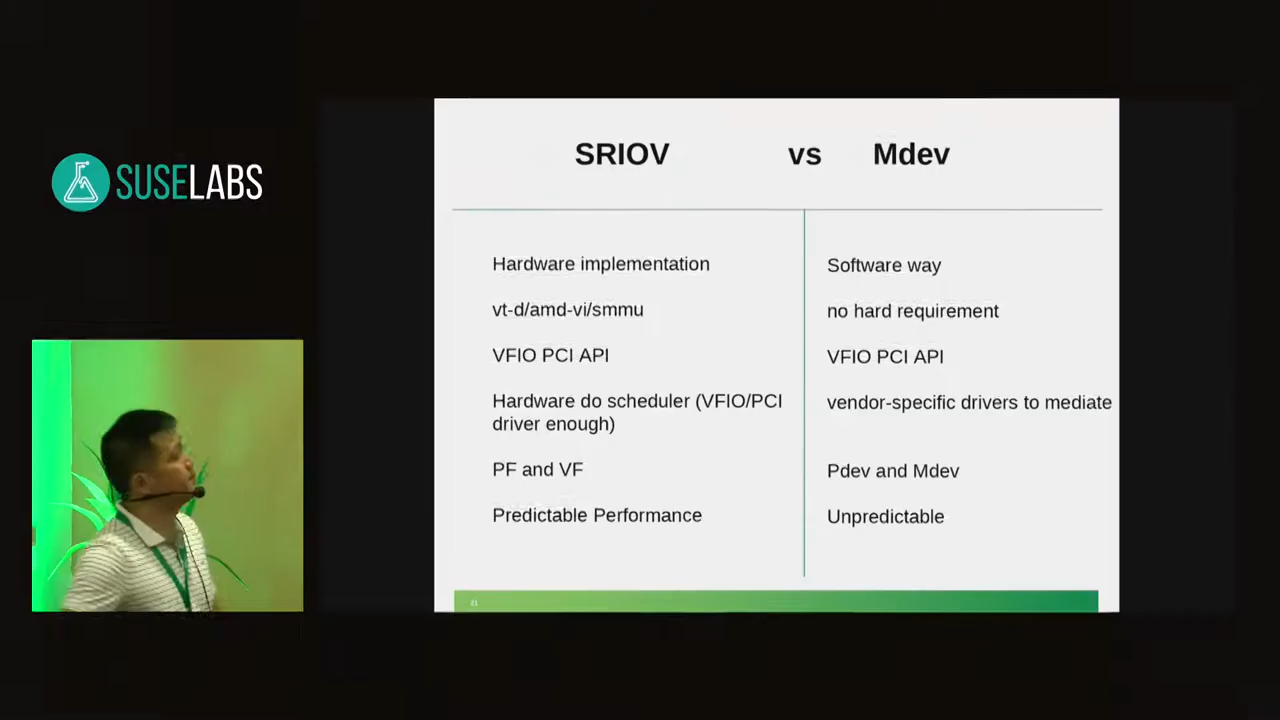 SUSELABS
SRIOV vs Mdev
Hardware implementation
Software way
vt-d/amd-vi/smmu
no hard requirement
VFIO PCI API
VFIO PCI API
Hardware do scheduler (VFIO/PCI
driver enough)
vendor-specific drivers to mediate
PF and VF
Pdev and Mdev
Predictable Performance
Unpredictable
21